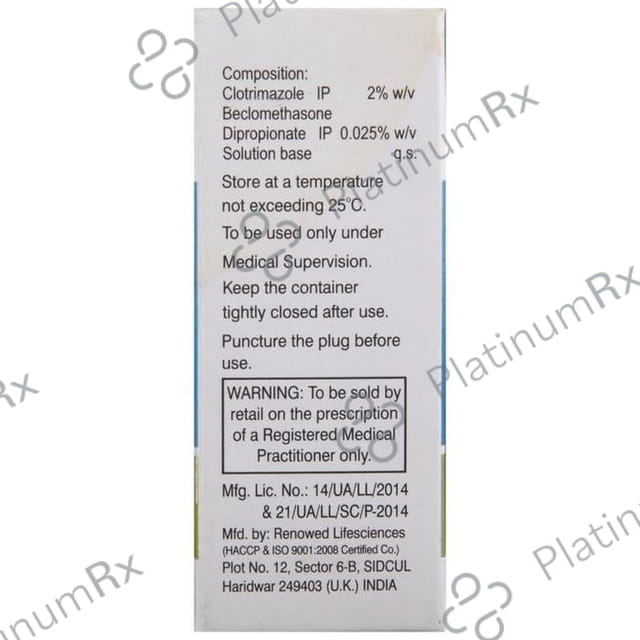 Composition:
Clotrimazole IP 2% w/v
Beclomethasone
Dipropionate IP 0.025% w/v
Solution base q.s.
Store at a temperature
not exceeding 25°C.
To be used only under
Medical Supervision.
Keep the container
tightly closed after use.
Puncture the plug before
use.
WARNING: To be sold by
retail on the prescription
of a Registered Medical
Practitioner only.
Mfg. Lic. No.: 14/UA/LL/2014
& 21/UA/LL/SC/P-2014
Mfd. by: Renowed Lifesciences
(HACCP & ISO 9001:2008 Certified Co.)
Plot No. 12, Sector 6-B, SIDCUL
Haridwar 249403 (U.K.) INDIA
PlatinumRx
PlatinumRx
PlatinumRx
Rx
inumRx
Platin